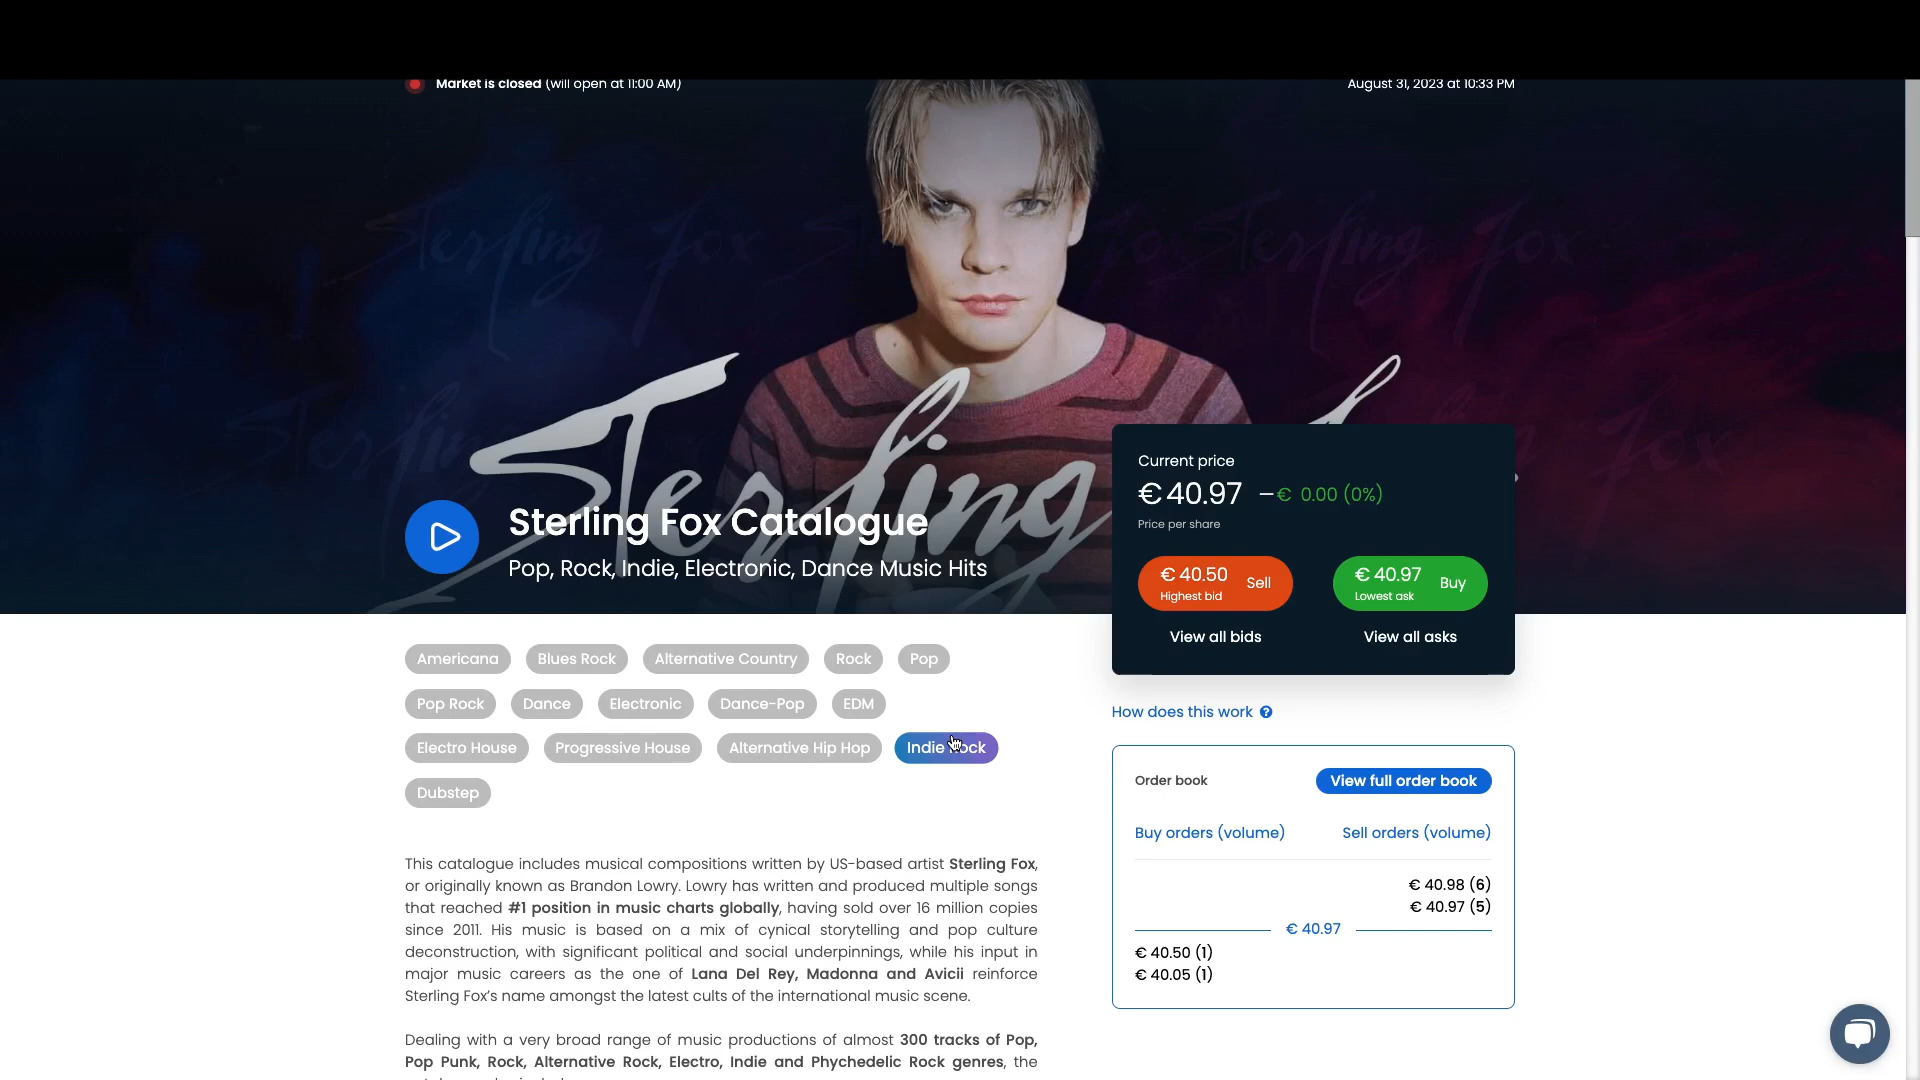 Market is closed (will open at 11:00 AM)
August 31, 2023 at 10:33 PM
Sterling
Sterling Fox Catalogue
Pop, Rock, Indie, Electronic, Dance Music Hits
Current price
€ 40.97 —€ 0.00 (0%)
Price per share
€ 40.50 Sell
Highest bid
€ 40.97 Buy
Lowest ask
View all bids
View all asks
Americana Blues Rock Alternative Country Rock Pop
Pop Rock Dance Electronic Dance-Pop EDM
Electro House Progressive House Alternative Hip Hop Indie Rock
Dubstep
How does this work ?
Order book
View full order book
Buy orders (volume) Sell orders (volume)
€ 40.98 (6)
€ 40.97 (5)
€ 40.97
€ 40.50 (1)
€ 40.05 (1)
This catalogue includes musical compositions written by US-based artist Sterling Fox,
or originally known as Brandon Lowry. Lowry has written and produced multiple songs
that reached #1 position in music charts globally, having sold over 16 million copies
since 2011. His music is based on a mix of cynical storytelling and pop culture
deconstruction, with significant political and social underpinnings, while his input in
major music careers as the one of Lana Del Rey, Madonna and Avicii reinforce
Sterling Fox's name amongst the latest cults of the international music scene.
Dealing with a very broad range of music productions of almost 300 tracks of Pop,
Pop Punk, Rock, Alternative Rock, Electro, Indie and Phychedelic Rock genres, the